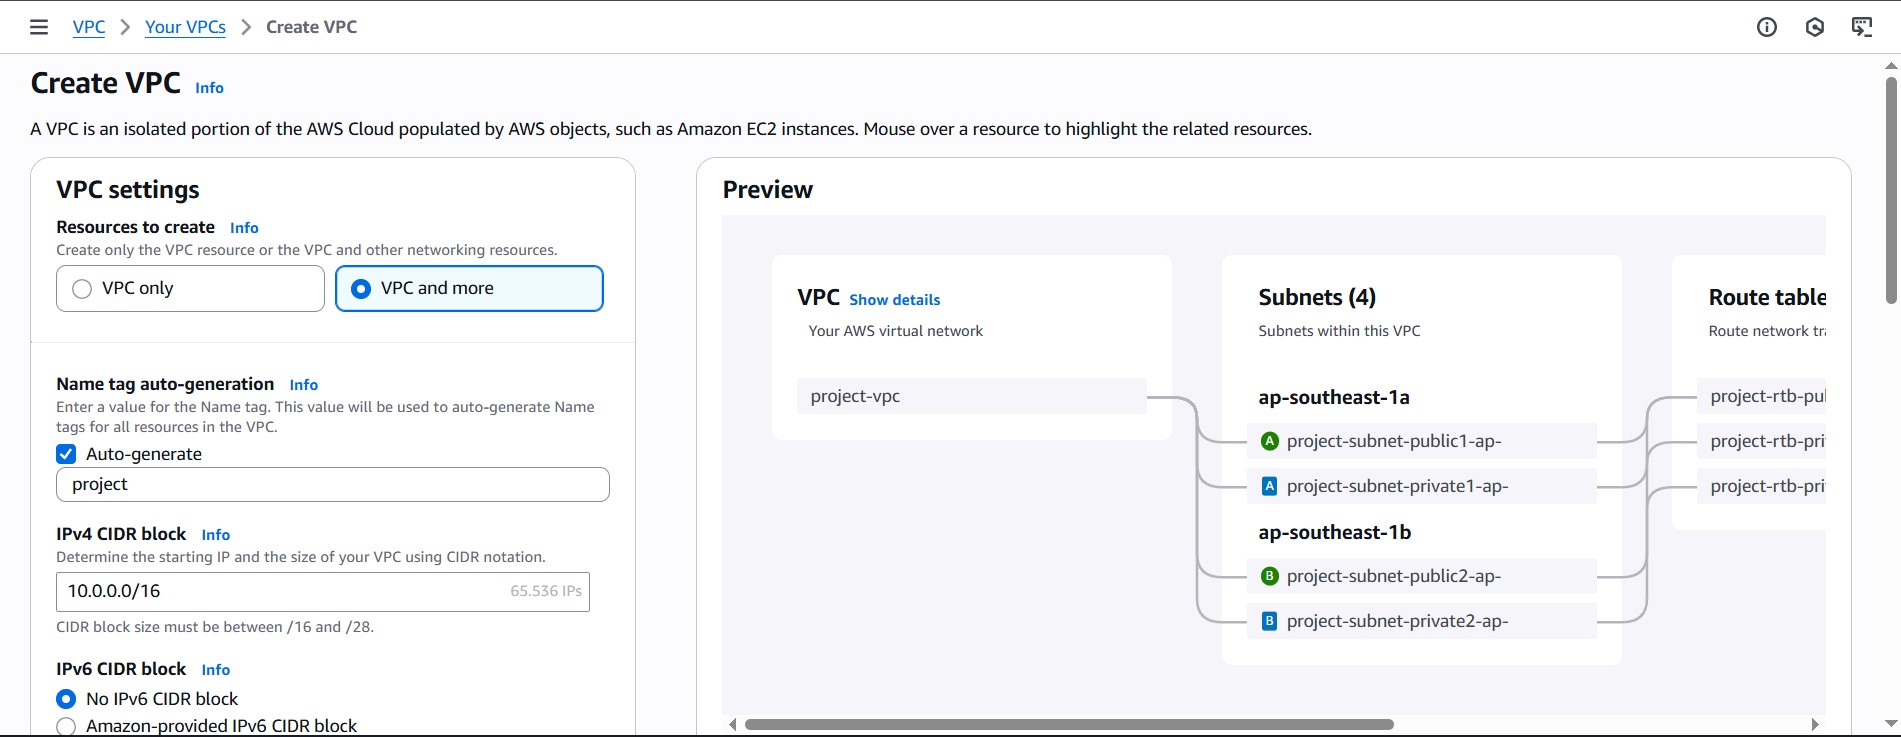 VPC > Your VPCs > Create VPC
Create VPC Info
A VPC is an isolated portion of the AWS Cloud populated by AWS objects, such as Amazon EC2 instances. Mouse over a resource to highlight the related resources.
VPC settings
Resources to create Info
Create only the VPC resource or the VPC and other networking resources.
VPC only
VPC and more
Name tag auto-generation Info
Enter a value for the Name tag. This value will be used to auto-generate Name
tags for all resources in the VPC.
Auto-generate
project
IPv4 CIDR block Info
Determine the starting IP and the size of your VPC using CIDR notation.
10.0.0.0/16 65.536 IPs
CIDR block size must be between /16 and /28.
IPv6 CIDR block Info
No IPv6 CIDR block
Amazon-provided IPv6 CIDR block
Preview
VPC Show details
Your AWS virtual network
project-vpc
Subnets (4)
Subnets within this VPC
ap-southeast-1a
A project-subnet-public1-ap-
A project-subnet-private1-ap-
ap-southeast-1b
B project-subnet-public2-ap-
B project-subnet-private2-ap-
Route table
Route network
project-rtb-pu
project-rtb-pri
project-rtb-pri